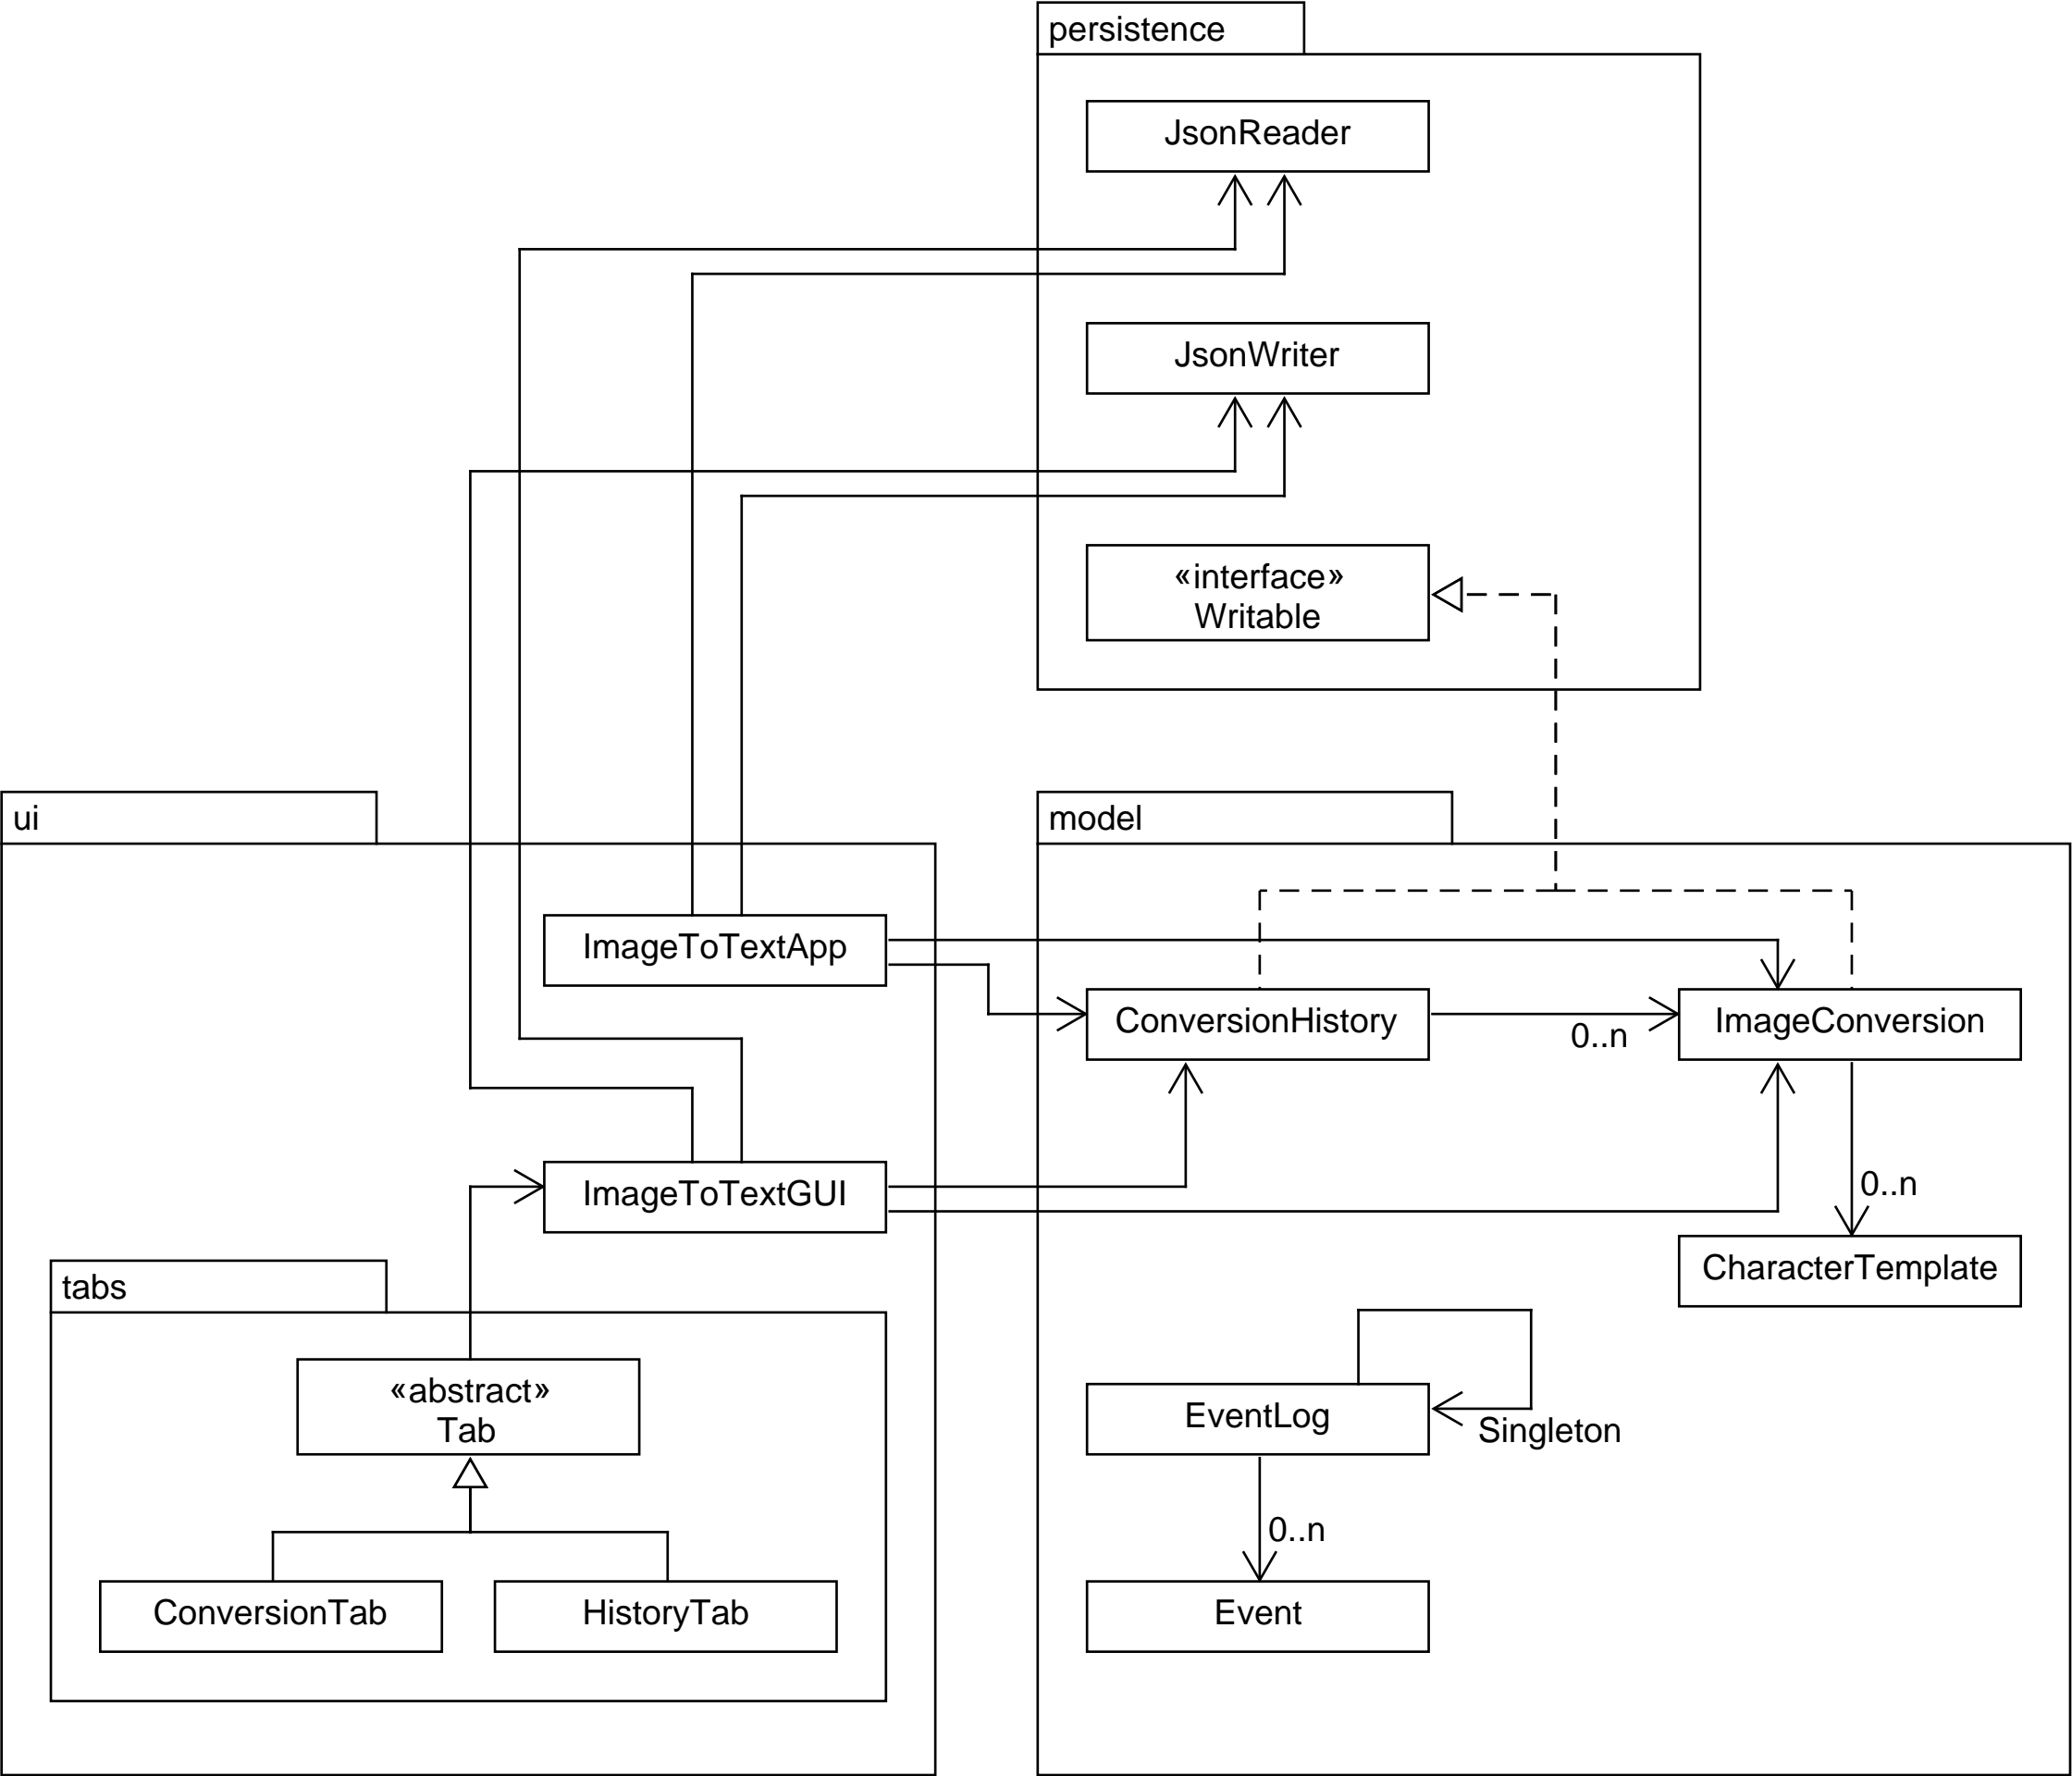 persistence
JsonReader
JsonWriter
«interface»
Writable
ui
model
ImageToTextApp
ConversionHistory
0..n
ImageConversion
ImageToTextGUI
0..n
CharacterTemplate
tabs
«abstract»
Tab
EventLog
Singleton
0..n
ConversionTab
HistoryTab
Event